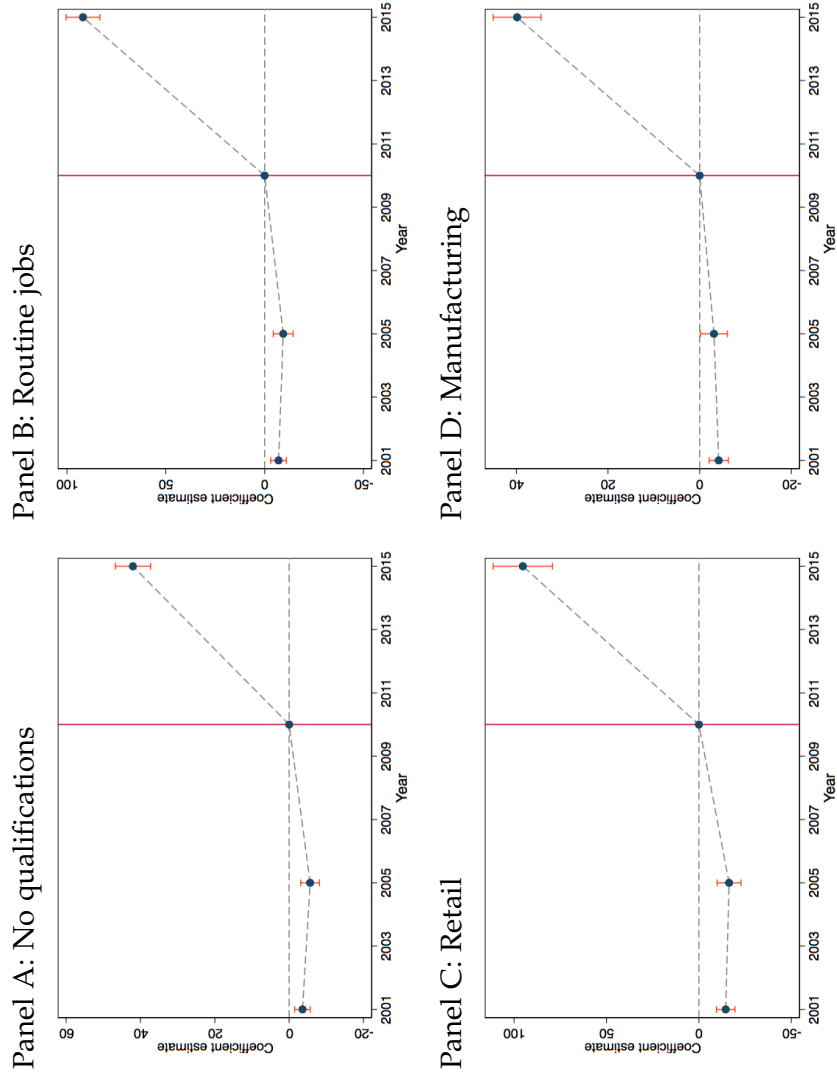 Panel A: No qualifications
Coefficient estimate
60
40
20
0
-20
2001 2003 2005 2007 2009 2011 2013 2015
Year
Panel B: Routine jobs
Coefficient estimate
100
50
0
-50
2001 2003 2005 2007 2009 2011 2013 2015
Year
Panel C: Retail
Coefficient estimate
100
50
0
-50
2001 2003 2005 2007 2009 2011 2013 2015
Year
Panel D: Manufacturing
Coefficient estimate
40
20
0
-20
2001 2003 2005 2007 2009 2011 2013 2015
Year